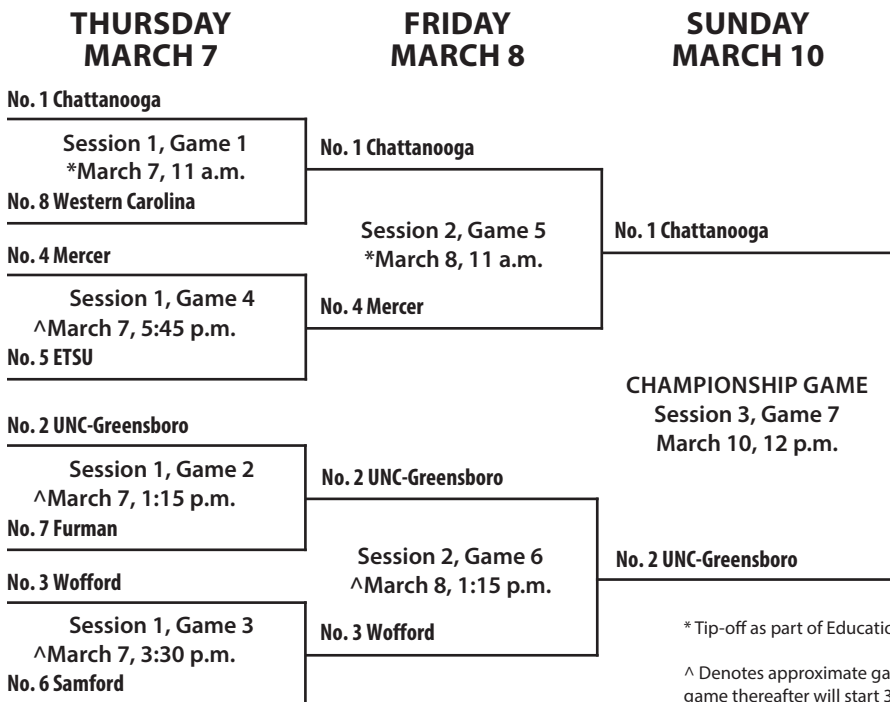 THURSDAY
MARCH 7
FRIDAY
MARCH 8
SUNDAY
MARCH 10
No. 1 Chattanooga
Session 1, Game 1
*March 7, 11 a.m.
No. 8 Western Carolina
No. 4 Mercer
Session 1, Game 4
^March 7, 5:45 p.m.
No. 5 ETSU
No. 2 UNC-Greensboro
Session 1, Game 2
^March 7, 1:15 p.m.
No. 7 Furman
No. 3 Wofford
Session 1, Game 3
^March 7, 3:30 p.m.
No. 6 Samford
No. 1 Chattanooga
Session 2, Game 5
*March 8, 11 a.m.
No. 4 Mercer
No. 2 UNC-Greensboro
Session 2, Game 6
^March 8, 1:15 p.m.
No. 3 Wofford
No. 1 Chattanooga
CHAMPIONSHIP GAME
Session 3, Game 7
March 10, 12 p.m.
No. 2 UNC-Greensboro
* Tip-off as part of
^ Denotes approximate
game thereafter will start